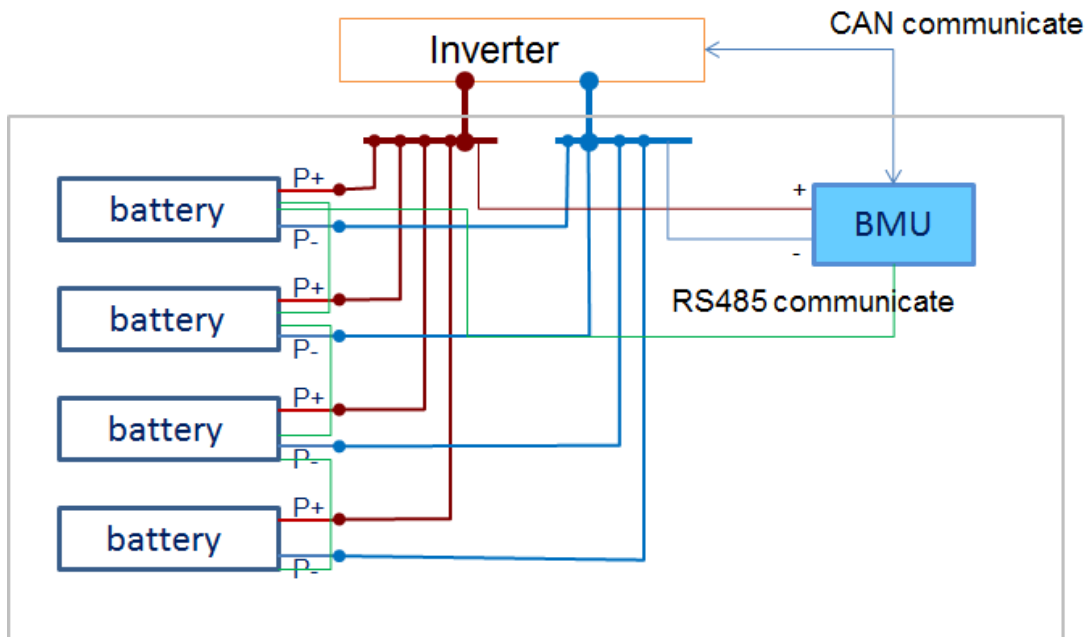 CAN communicate
Inverter
P+
battery
P-
+
BMU
-
P+
battery
P-
RS485 communicate
P+
battery
P-
P+
battery
P-